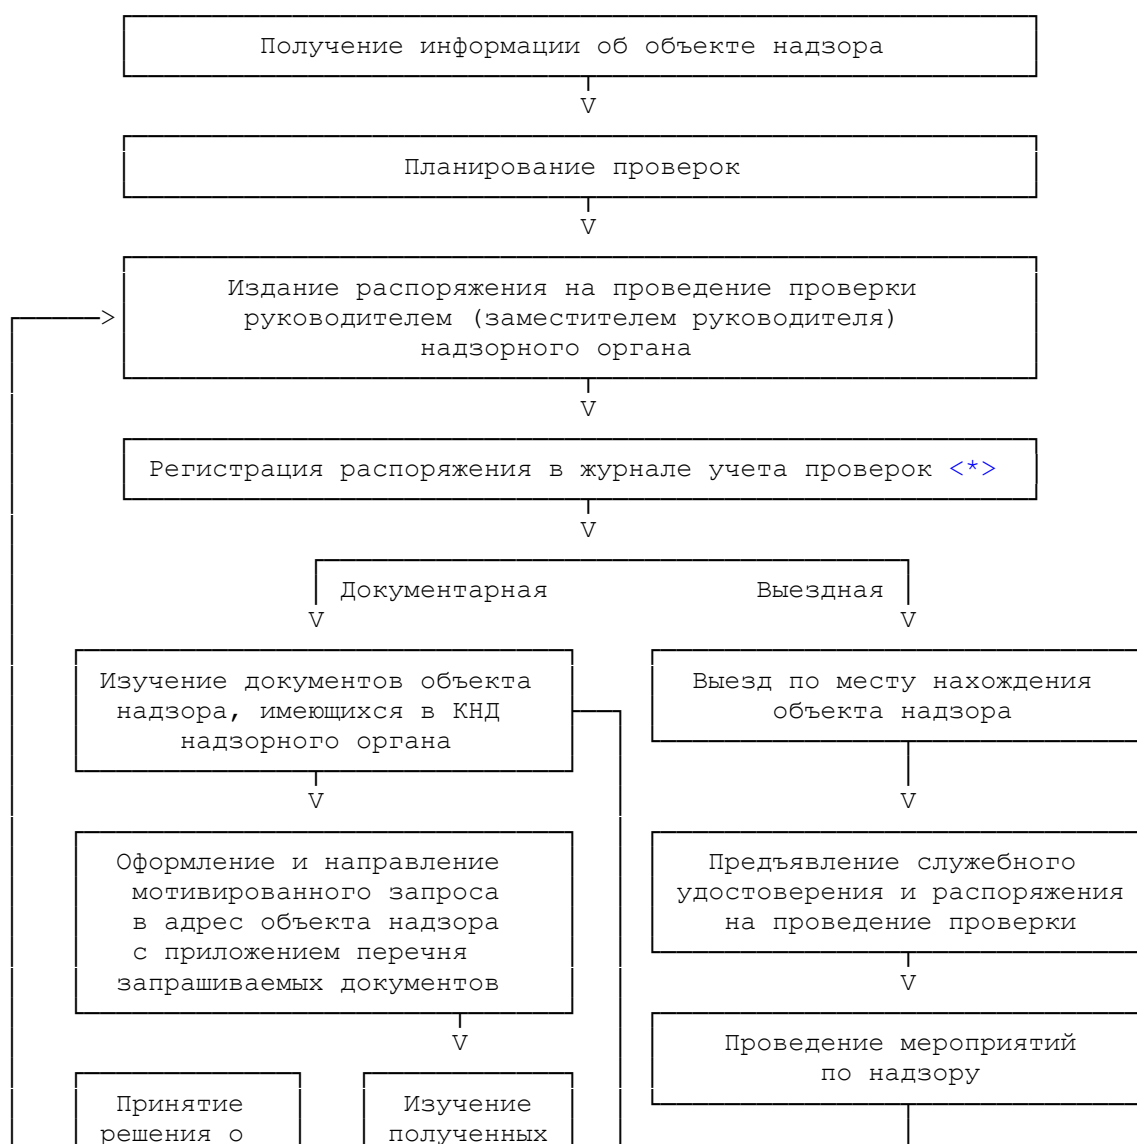 Получение информации об объекте надзора
V
Планирование проверок
V
Издание распоряжения на проведение проверки
руководителем (заместителем руководителя)
надзорного органа
>
V
Регистрация распоряжения в журнале учета проверок <*>
V
Документарная
Выездная
V
V
Изучение документов объекта
надзора, имеющихся в КНД
надзорного органа
Выезд по месту нахождения
объекта надзора
V
V
Оформление и направление
мотивированного запроса
в адрес объекта надзора
с приложением перечня
запрашиваемых документов
Предъявление служебного
удостоверения и распоряжения
на проведение проверки
V
V
Проведение мероприятий
по надзору
Принятие
решения о
Изучение
полученных